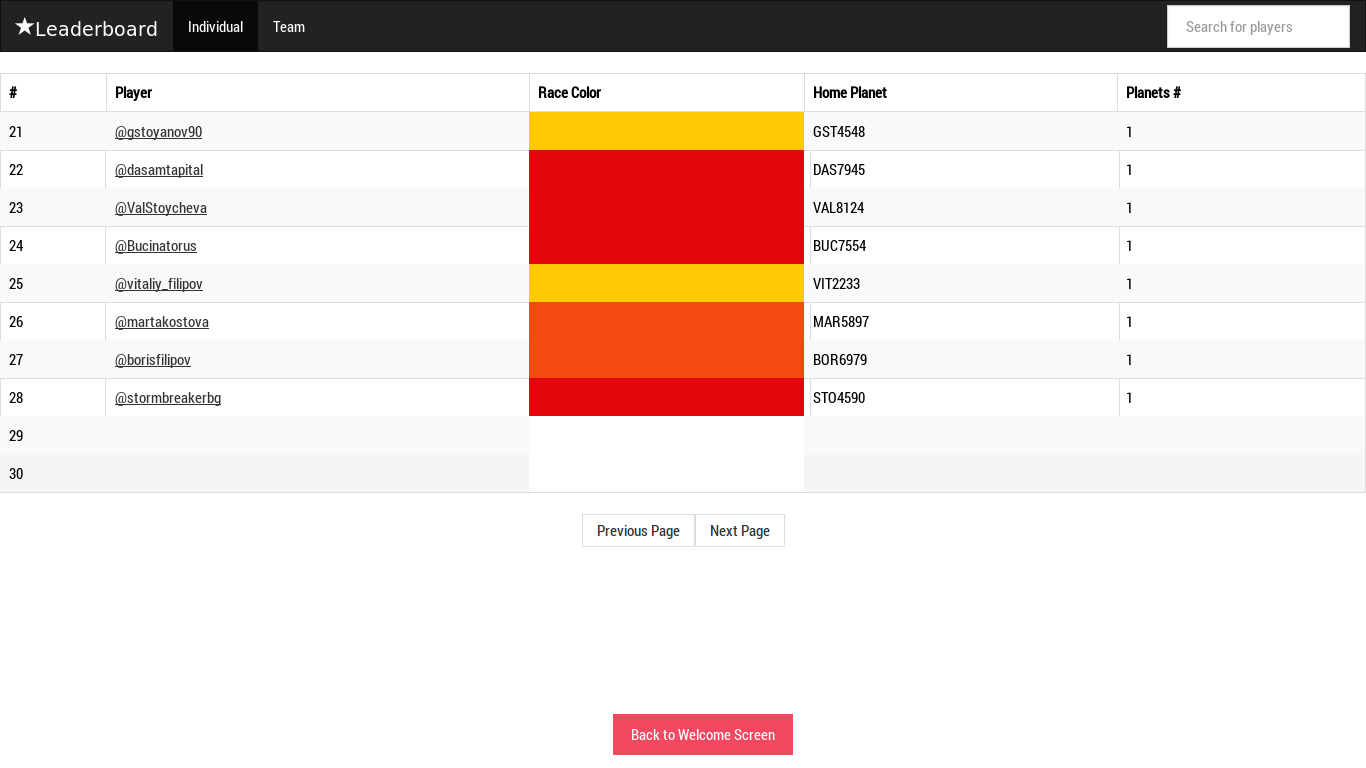 ★Leaderboard Individual Team Search for players
# Player Race Color Home Planet Planets #
21 @gstoyanov90 GST4548 1
22 @dasamtapital DAS7945 1
23 @ValStoycheva VAL8124 1
24 @Bucinatorus BUC7554 1
25 @vitaliy_filipov VIT2233 1
26 @martakostova MAR5897 1
27 @borisfilipov BOR6979 1
28 @stormbreakerbg STO4590 1
29
30
Previous Page Next Page
Back to Welcome Screen